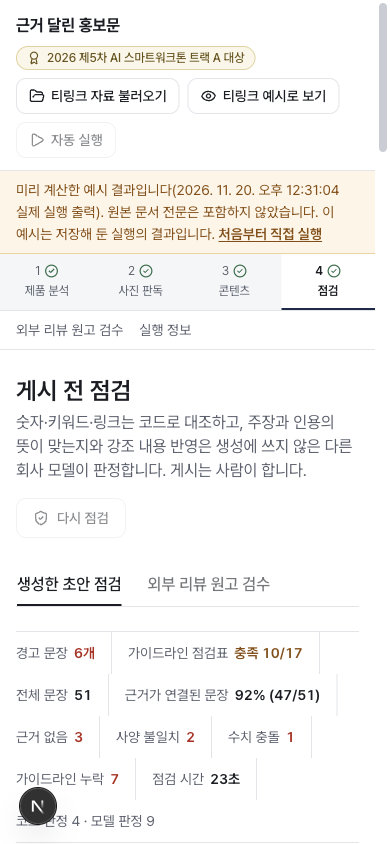 근거 달린 홍보문
2026 제5차 AI 스마트워크톤 트랙 A 대상
티링크 자료 불러오기
티링크 예시로 보기
자동 실행
미리 계산한 예시 결과입니다(2026. 11. 20. 오후 12:31:04
실제 실행 출력). 원본 문서 전문은 포함하지 않았습니다. 이
예시는 저장해 둔 실행의 결과입니다. 처음부터 직접 실행
1 2 3 4
제품 분석 사진 판독 콘텐츠 점검
외부 리뷰 원고 검수 실행 정보
게시 전 점검
숫자·키워드·링크는 코드로 대조하고, 주장과 인용의
뜻이 맞는지와 강조 내용 반영은 생성에 쓰지 않은 다른
회사 모델이 판정합니다. 게시는 사람이 합니다.
다시 점검
생성한 초안 점검 외부 리뷰 원고 검수
경고 문장 6개 가이드라인 점검표 충족 10/17
전체 문장 51 근거가 연결된 문장 92% (47/51)
근거 없음 3 사양 불일치 2 수치 충돌 1
가이드라인 누락 7 점검 시간 23초
N
판정 4 · 모델 판정 9